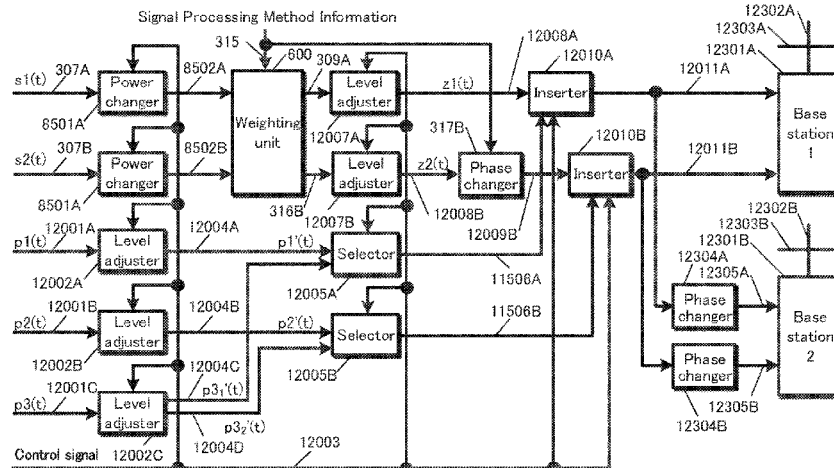 Signal Processing Method Information
12302A
12303A
12301A
315
600
309A
12008A
12010A
s1(t)
307A
8502A
Power
changer
Level
adjuster
z1(t)
Inserter
12011A
8501A
12007A
Weighting
unit
317B
12010B
Base
station
1
s2(t)
307B
8502B
Power
changer
Level
adjuster
z2(t)
Phase
changer
Inserter
12011B
8501A
316B
12008B
12009B
12007B
12302B
12303B
12301B
p1(t)
12001A
12004A
p1'(t)
Level
adjuster
Selector
12304A
12305A
12002A
12005A
11506A
Phase
changer
p2(t)
12001B
12004B
p2'(t)
Level
adjuster
Selector
11506B
Base
station
2
12002B
12004C
12005B
Phase
changer
p3(t)
12001C
p3₁'(t)
Level
adjuster
p3₂'(t)
12305B
12004D
12304B
Control signal
12002C
12003